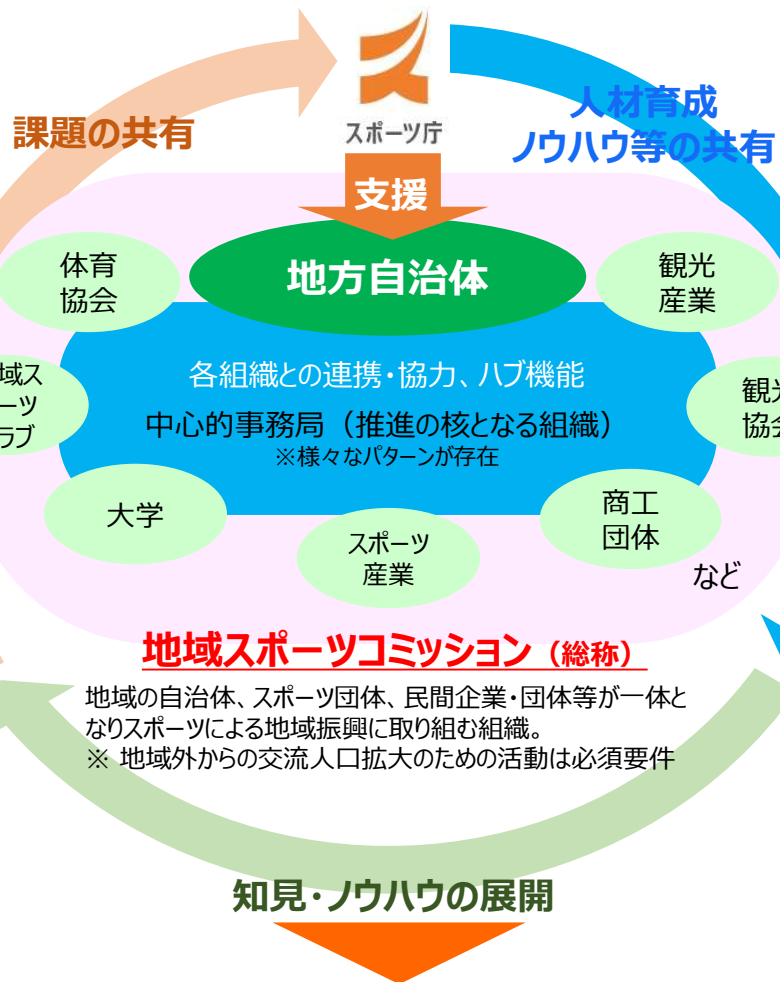 スポーツ庁
課題の共有
人材育成
ノウハウ等の共有
支援
地方自治体
体育
協会
観光
産業
域ス
ーツ
ラブ
各組織との連携・協力、ハブ機能
中心的事務局（推進の核となる組織）
※様々なパターンが存在
協会
大学
スポーツ
産業
商工
団体
など
地域スポーツコミッション（総称）
地域の自治体、スポーツ団体、民間企業・団体等が一体と
なりスポーツによる地域振興に取り組む組織。
※ 地域外からの交流人口拡大のための活動は必須要件
知見・ノウハウの展開